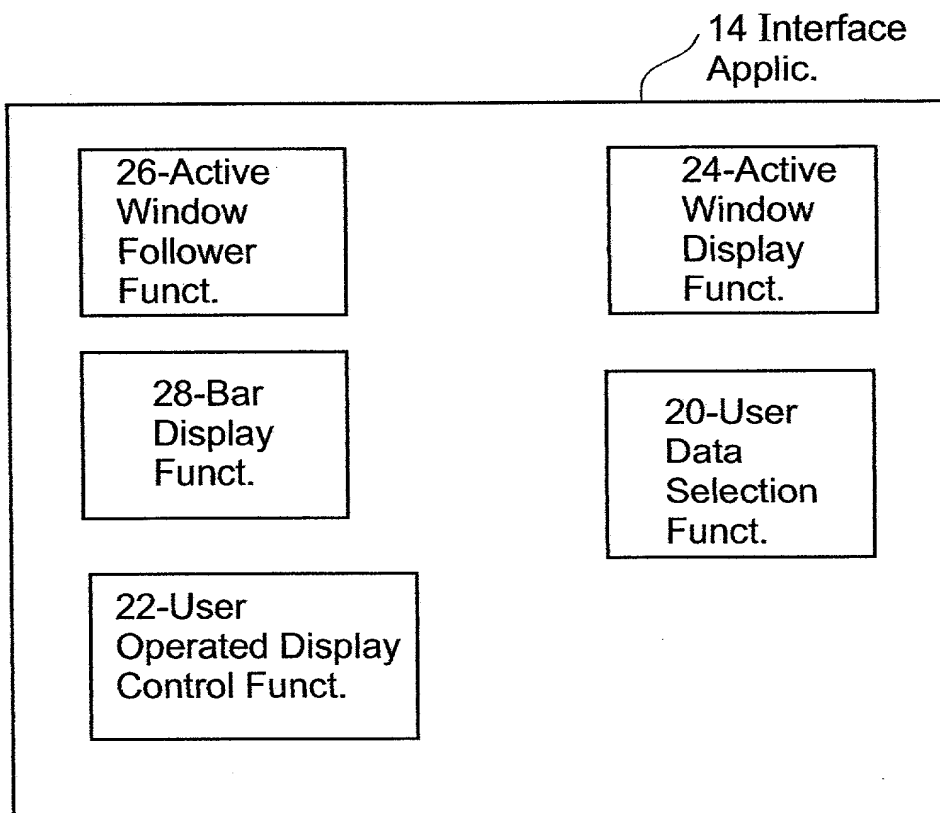 14 Interface
Applic.
26-Active
Window
Follower
Funct.
24-Active
Window
Display
Funct.
28-Bar
Display
Funct.
20-User
Data
Selection
Funct.
22-User
Operated Display
Control Funct.